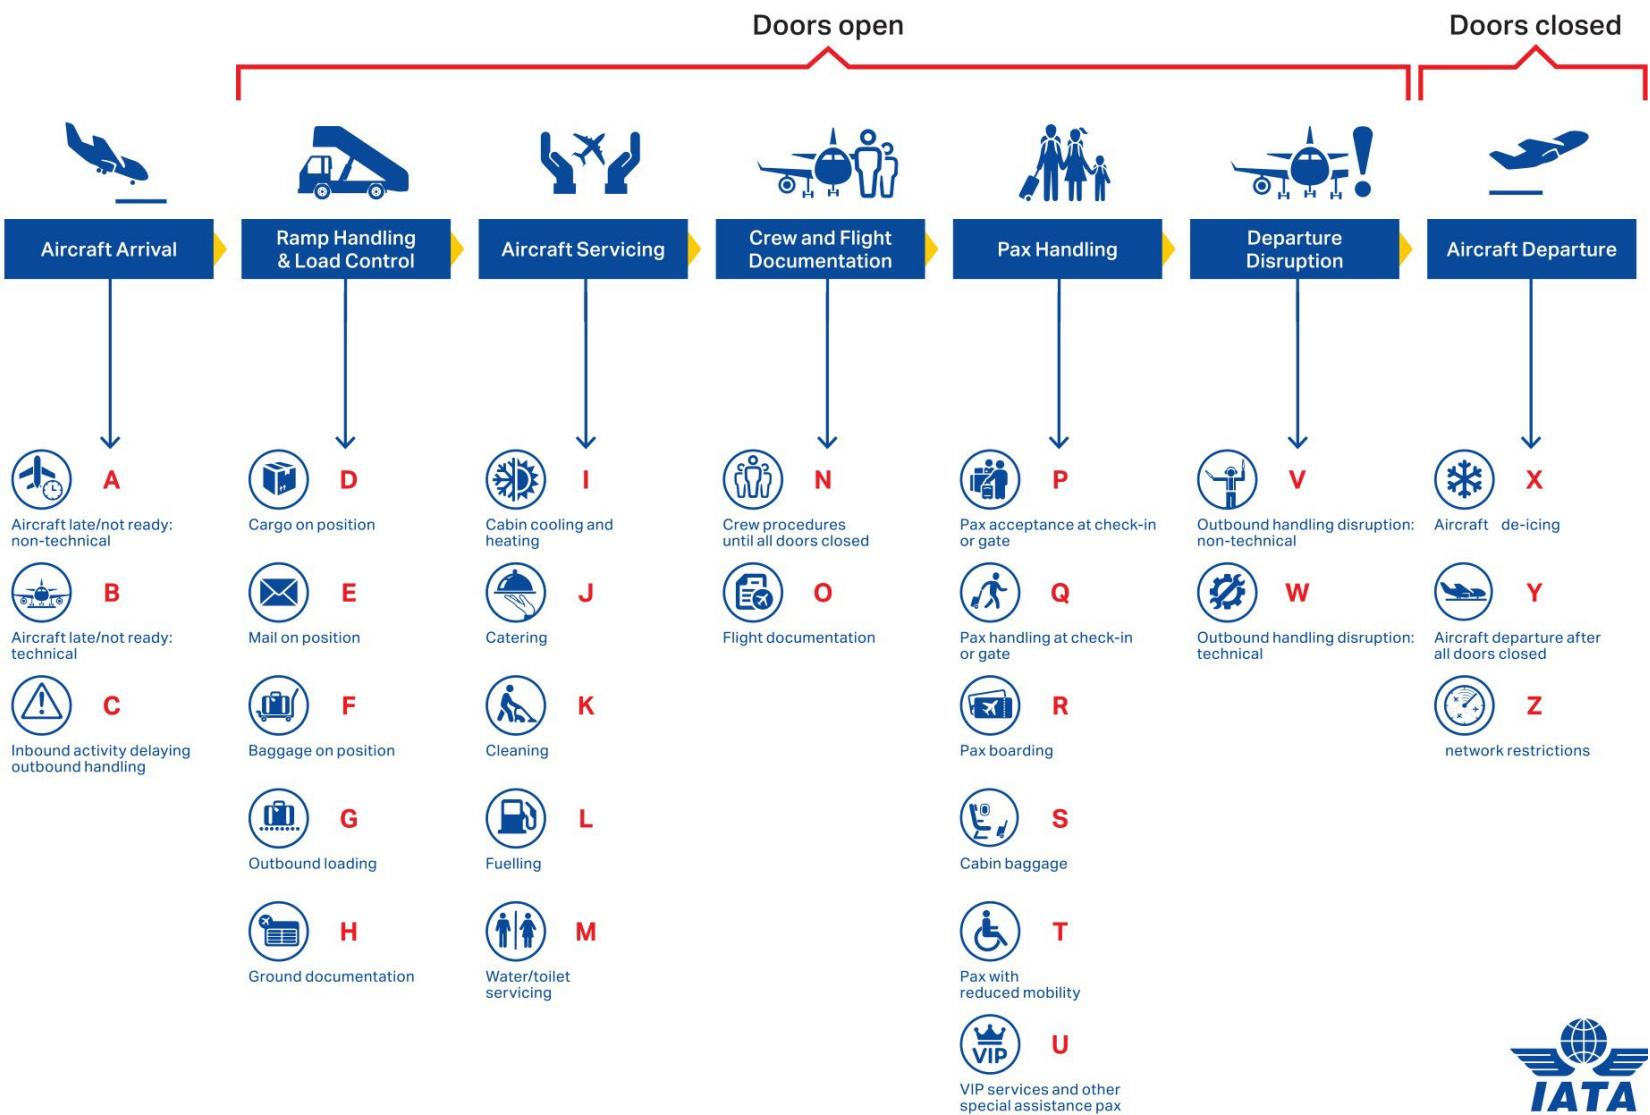 Doors open
Doors closed
Aircraft Arrival
Ramp Handling
& Load Control
Aircraft Servicing
Crew and Flight
Documentation
Pax Handling
Departure
Disruption
Aircraft Departure
A
Aircraft late/not ready:
non-technical
B
Aircraft late/not ready:
technical
C
Inbound activity delaying
outbound handling
D
Cargo on position
E
Mail on position
F
Baggage on position
G
Outbound loading
H
Ground documentation
I
Cabin cooling and
heating
J
Catering
K
Cleaning
L
Fuelling
M
Water/toilet
servicing
N
Crew procedures
until all doors closed
O
Flight documentation
P
Pax acceptance at check-in
or gate
Q
Pax handling at check-in
or gate
R
Pax boarding
S
Cabin baggage
T
Pax with
reduced mobility
VIP
U
VIP services and other
special assistance pax
V
Outbound handling disruption:
non-technical
W
Outbound handling disruption:
technical
X
Aircraft de-icing
Y
Aircraft departure after
all doors closed
Z
network restrictions
IATA